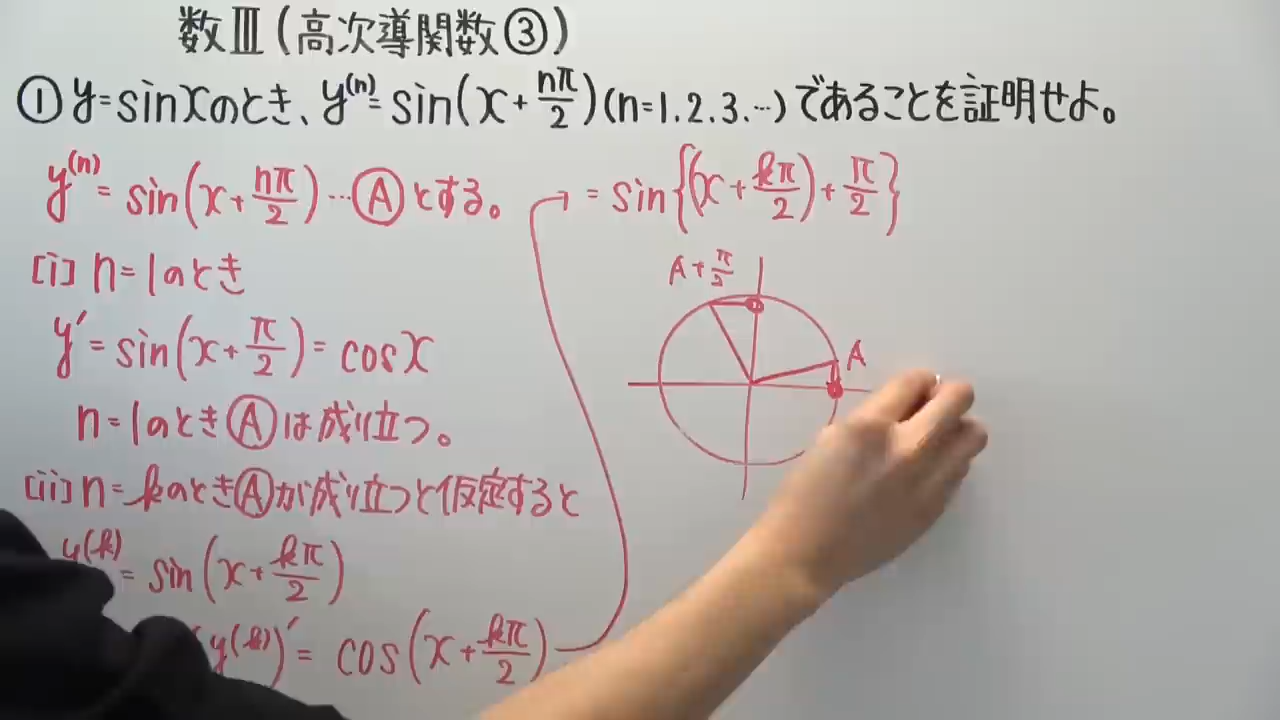 数Ⅲ(高次導関数③)
① y=sinxのとき、y⁽ⁿ⁾=sin(x+nπ/2)(n=1.2.3.…)であることを証明せよ。
y⁽ⁿ⁾=sin(x+nπ/2)…Ⓐとする。
[i] n=1のとき
y′=sin(x+π/2)=cosx
n=1のときⒶは成り立つ。
[ii] n=kのときⒶが成り立つと仮定すると
y⁽ᵏ⁾=sin(x+kπ/2)
(y⁽ᵏ⁾)′=cos(x+kπ/2)
=sin{(x+kπ/2)+π/2}
A+π/2
A